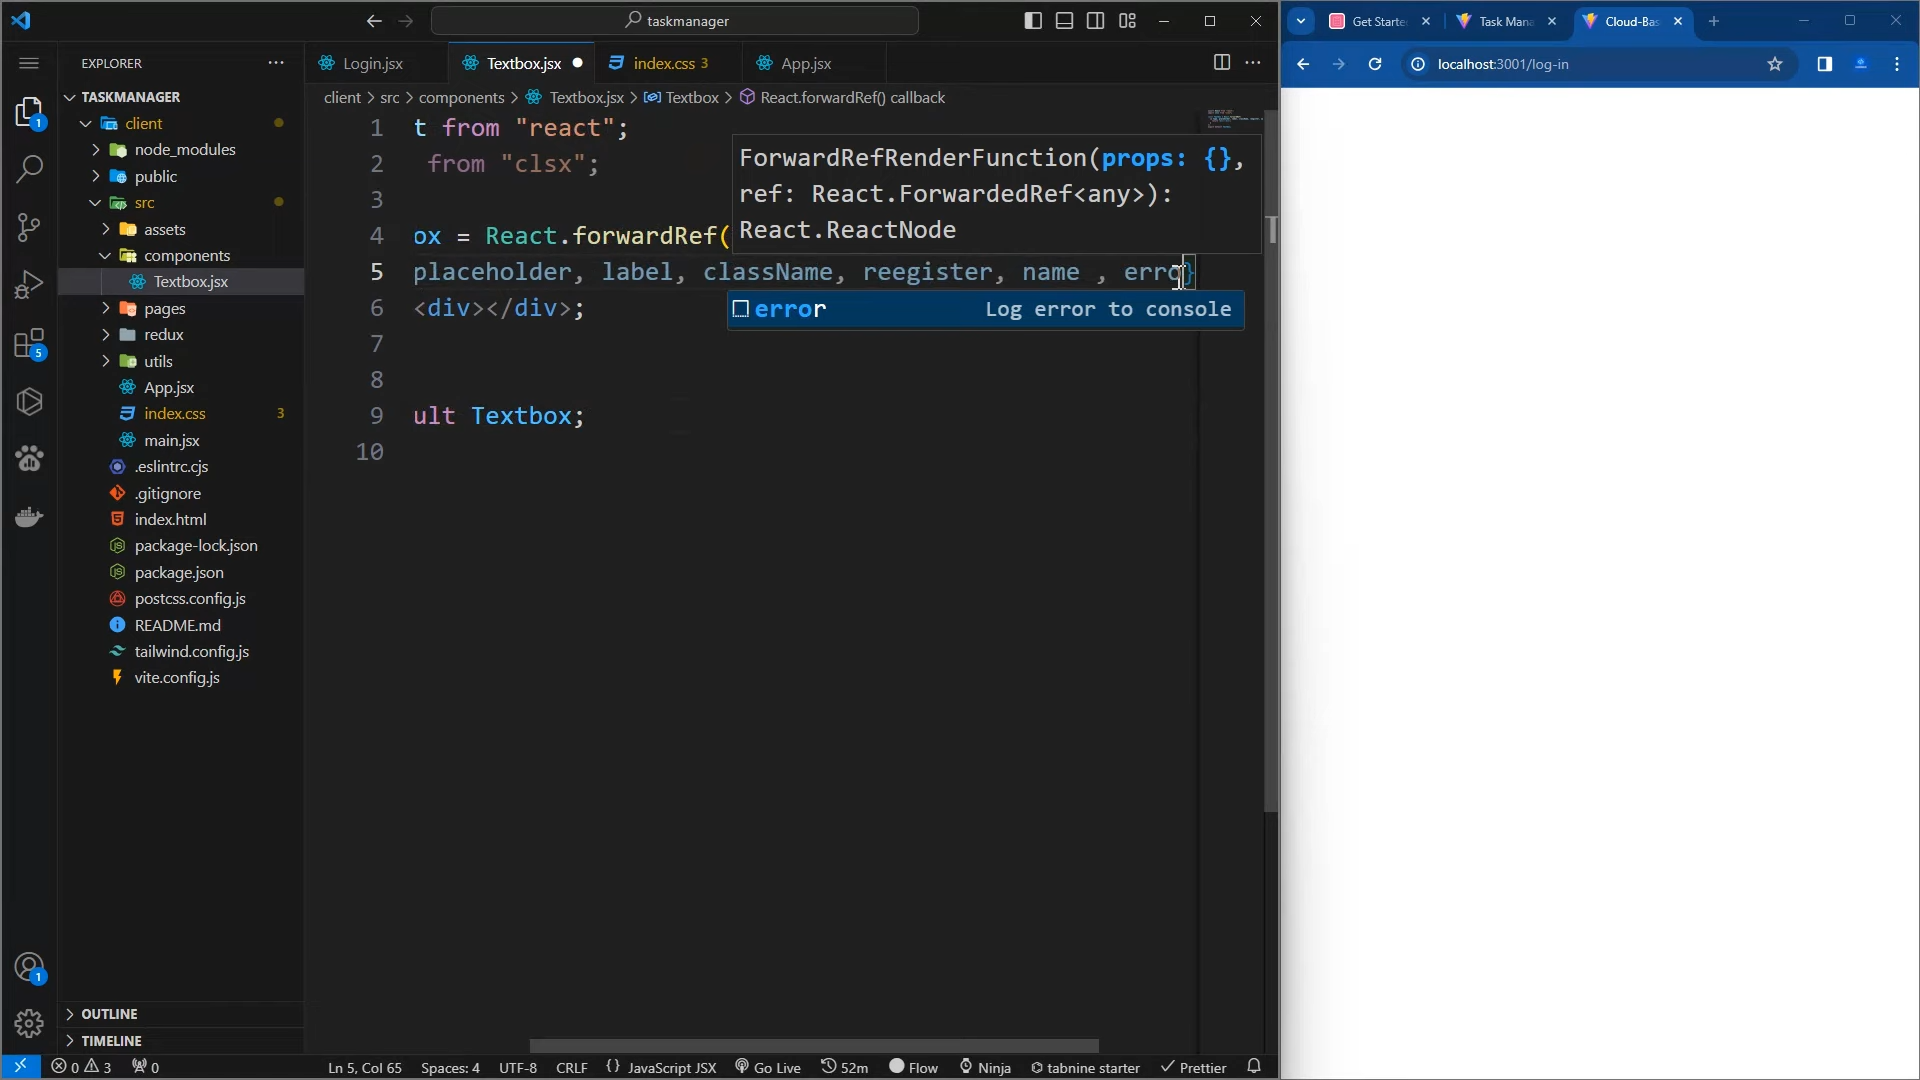 taskmanager
EXPLORER
TASKMANAGER
client
node_modules
public
src
assets
components
Textbox.jsx
pages
redux
utils
App.jsx
index.css 3
main.jsx
.eslintrc.cjs
.gitignore
index.html
package-lock.json
package.json
postcss.config.js
README.md
tailwind.config.js
vite.config.js
OUTLINE
TIMELINE
1
5
1
Login.jsx
Textbox.jsx
index.css 3
App.jsx
client > src > components > Textbox.jsx > Textbox > React.forwardRef() callback
1 t from "react";
2 from "clsx";
3
4 ox = React.forwardRef(
5 placeholder, label, className, reegister, name , erro}
6 <div></div>;
7
8
9 ult Textbox;
10
ForwardRefRenderFunction(props: {},
ref: React.ForwardedRef<any>):
React.ReactNode
error Log error to console
0 3 0 Ln 5, Col 65 Spaces: 4 UTF-8 CRLF {} JavaScript JSX Go Live 52m Flow Ninja tabnine starter Prettier
Get Starte
Task Mana
Cloud-Bas
localhost:3001/log-in